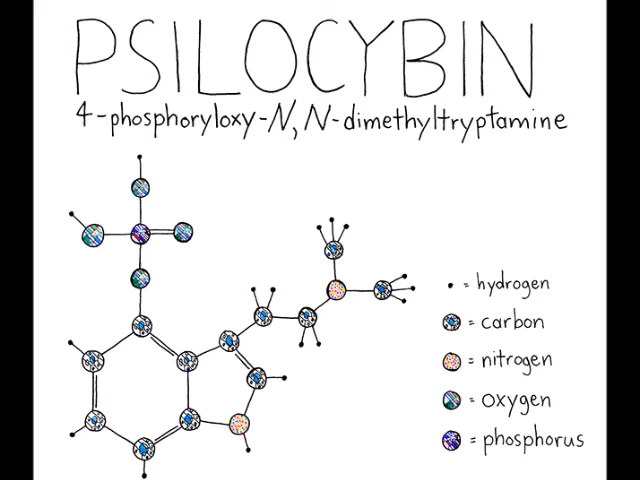 PSILOCYBIN
4-phosphoryloxy-N,N-dimethyltryptamine
• = hydrogen
= carbon
= nitrogen
= oxygen
= phosphorus